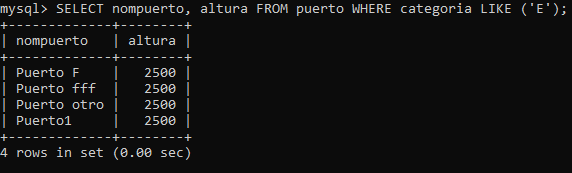 mysql> SELECT nompuerto, altura FROM puerto WHERE categoria LIKE ('E');
+-------------+--------+
| nompuerto   | altura |
+-------------+--------+
| Puerto F    |   2500 |
| Puerto fff  |   2500 |
| Puerto otro |   2500 |
| Puerto1     |   2500 |
+-------------+--------+
4 rows in set (0.00 sec)